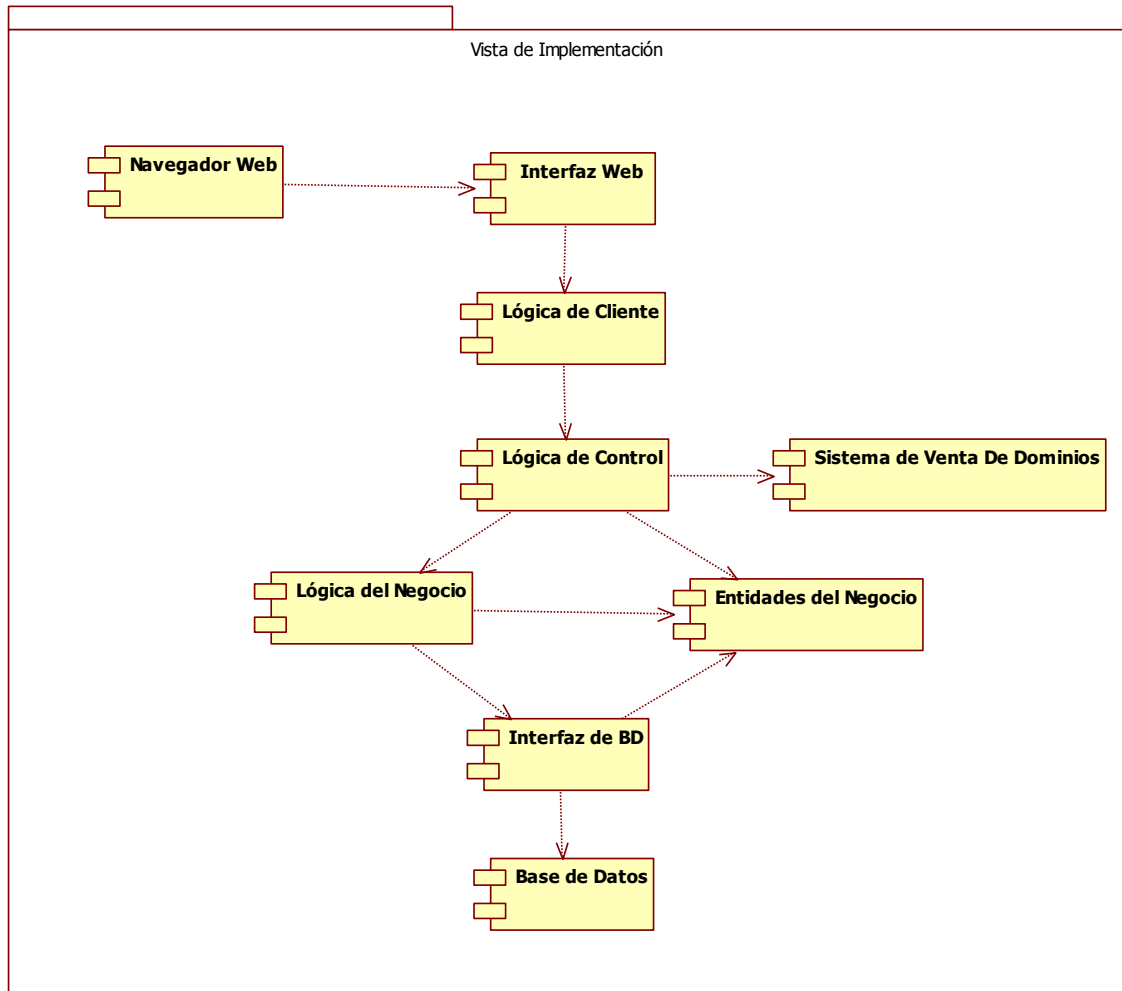 Vista de Implementación
Navegador Web
Interfaz Web
Lógica de Cliente
Lógica de Control
Sistema de Venta De Dominios
Lógica del Negocio
Entidades del Negocio
Interfaz de BD
Base de Datos